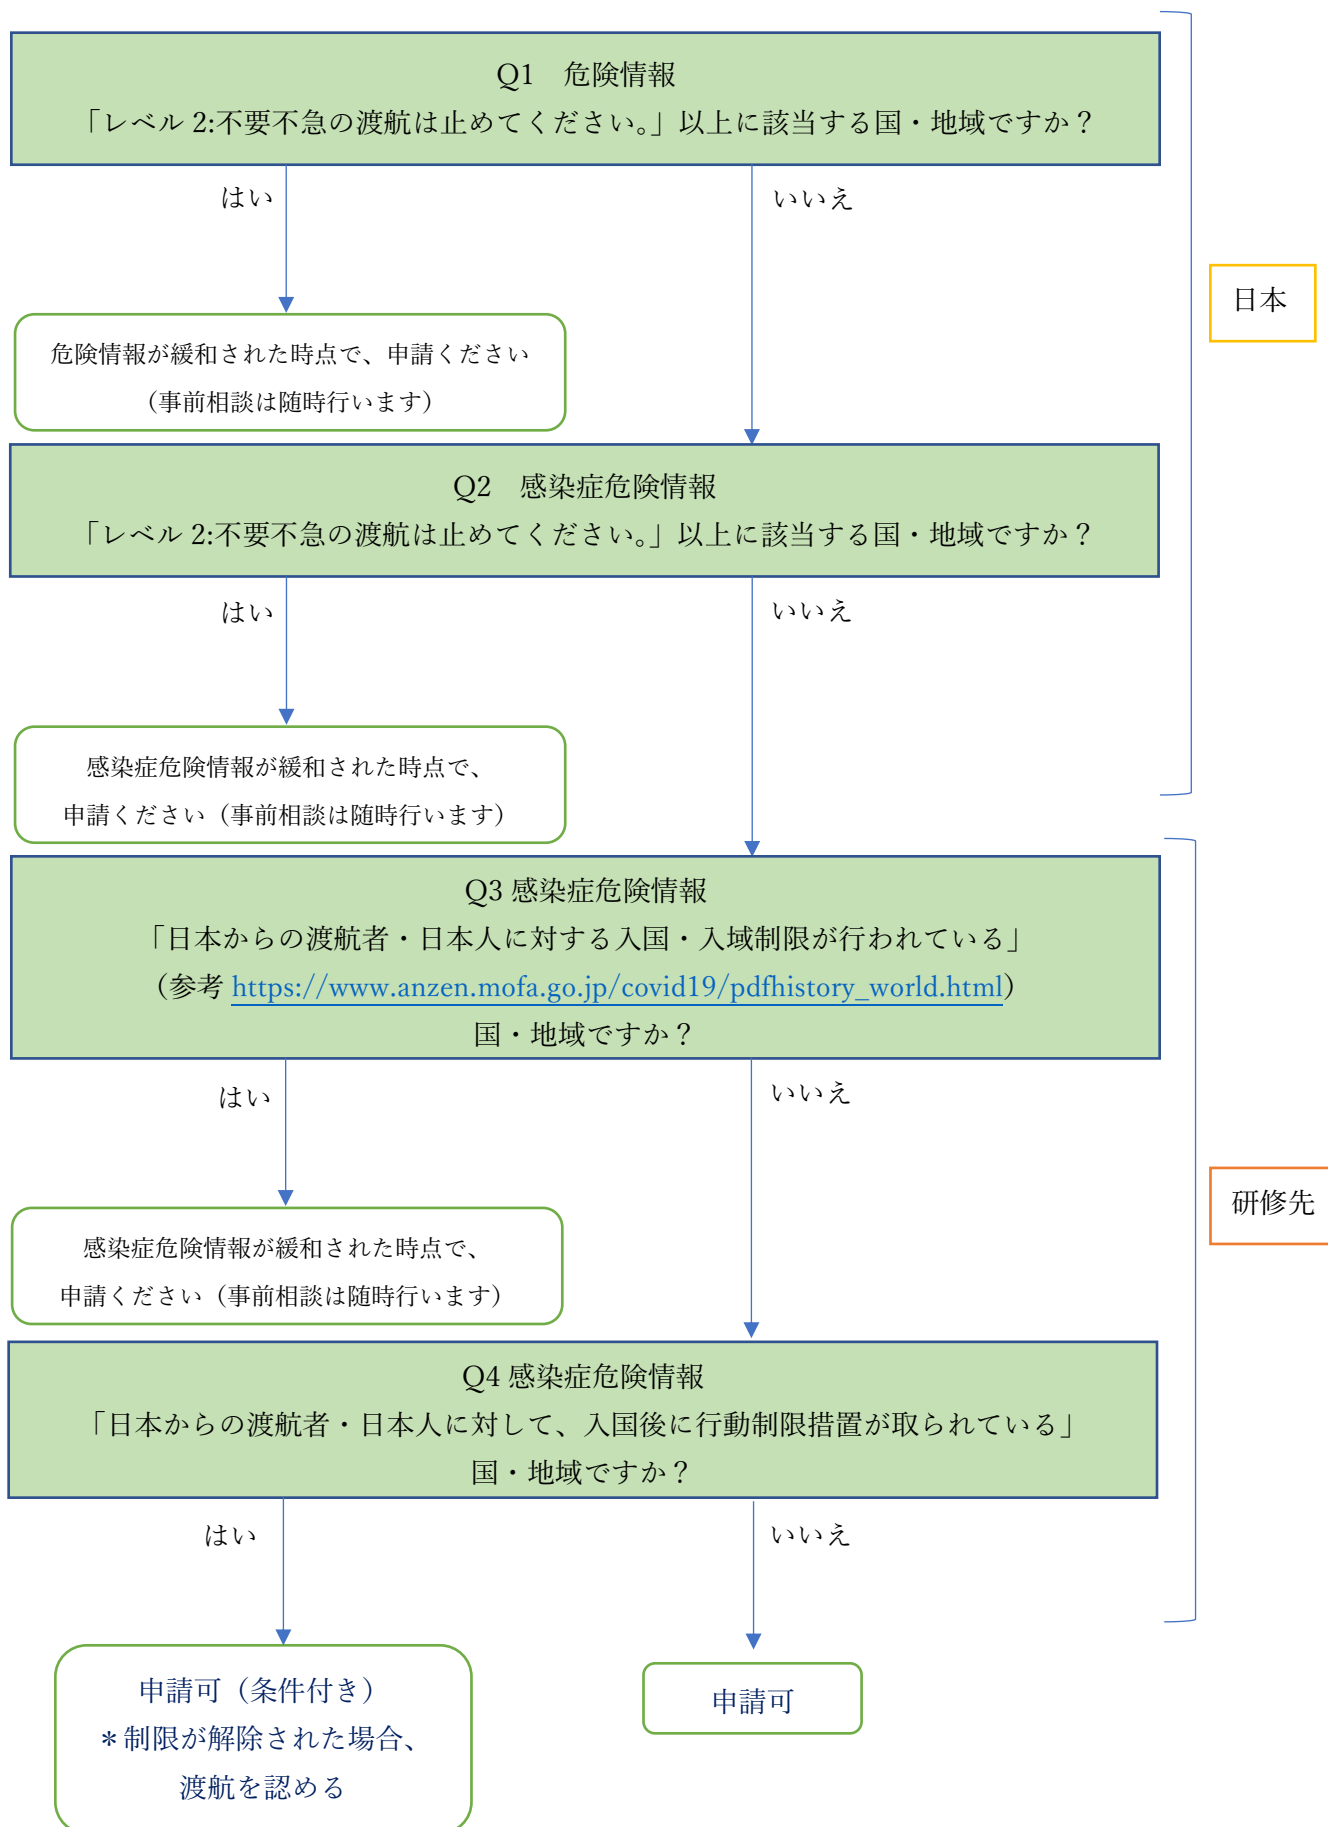 Q1　危険情報
「レベル 2:不要不急の渡航は止めてください。」以上に該当する国・地域ですか？
はい
いいえ
日本
危険情報が緩和された時点で、申請ください
（事前相談は随時行います）
Q2　感染症危険情報
「レベル 2:不要不急の渡航は止めてください。」以上に該当する国・地域ですか？
はい
いいえ
感染症危険情報が緩和された時点で、
申請ください（事前相談は随時行います）
Q3 感染症危険情報
「日本からの渡航者・日本人に対する入国・入域制限が行われている」
（参考 https://www.anzen.mofa.go.jp/covid19/pdfhistory_world.html）
国・地域ですか？
はい
いいえ
研修先
感染症危険情報が緩和された時点で、
申請ください（事前相談は随時行います）
Q4 感染症危険情報
「日本からの渡航者・日本人に対して、入国後に行動制限措置が取られている」
国・地域ですか？
はい
いいえ
申請可（条件付き）
＊制限が解除された場合、
渡航を認める
申請可